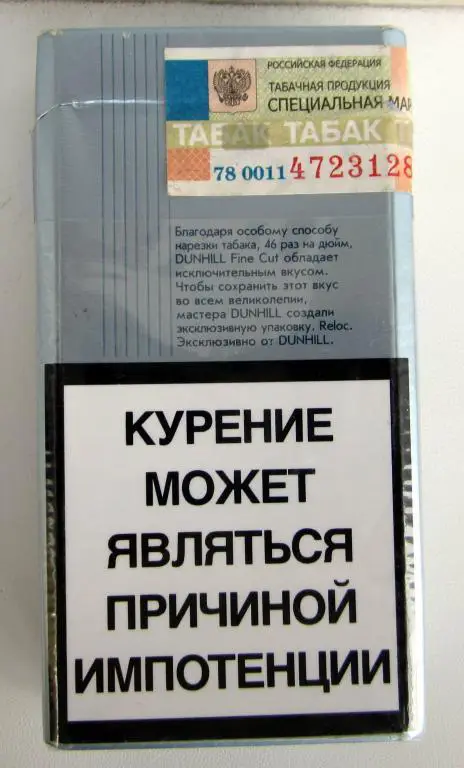 РОССИЙСКАЯ ФЕДЕРАЦИЯ
ТАБАЧНАЯ ПРОДУКЦИЯ
СПЕЦИАЛЬНАЯ МАР
ТАБАК ТАБАК Т
78 0011 4723128
Благодаря особому способу
нарезки табака, 46 раз на дюйм,
DUNHILL Fine Cut обладает
исключительным вкусом.
Чтобы сохранить этот вкус
во всем великолепии,
мастера DUNHILL создали
эксклюзивную упаковку. Reloc.
Эксклюзивно от DUNHILL.
КУРЕНИЕ
МОЖЕТ
ЯВЛЯТЬСЯ
ПРИЧИНОЙ
ИМПОТЕНЦИИ